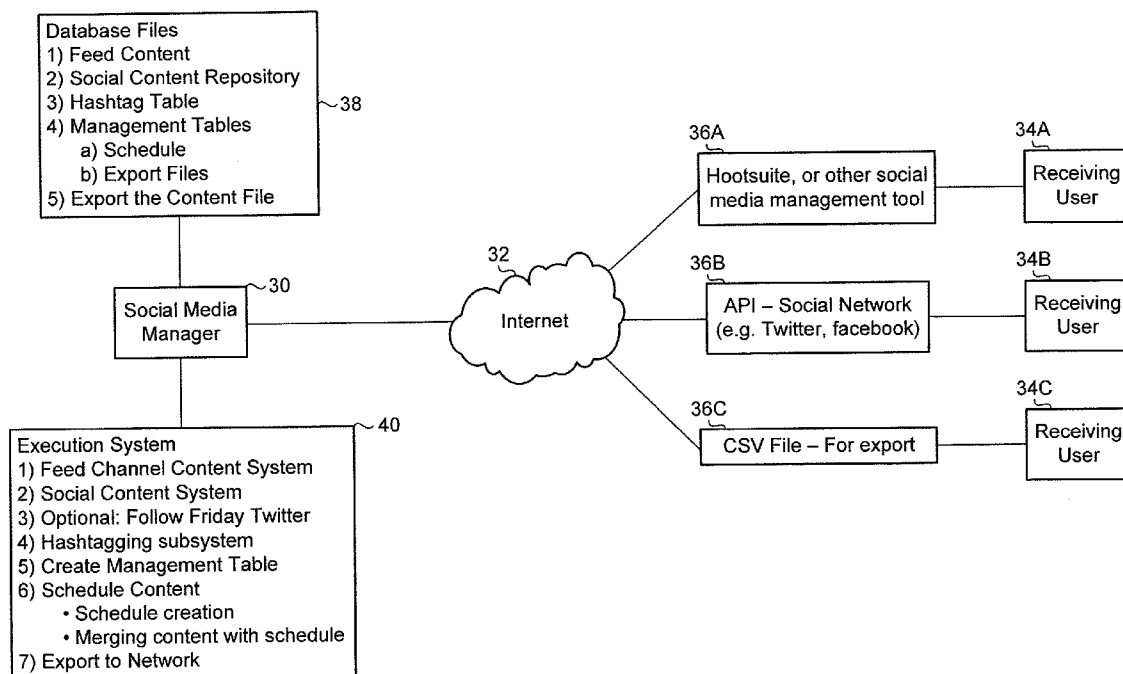 Database Files
1) Feed Content
2) Social Content Repository
3) Hashtag Table
4) Management Tables
a) Schedule
b) Export Files
5) Export the Content File
38
30
Social Media
Manager
40
Execution System
1) Feed Channel Content System
2) Social Content System
3) Optional: Follow Friday Twitter
4) Hashtagging subsystem
5) Create Management Table
6) Schedule Content
• Schedule creation
• Merging content with schedule
7) Export to Network
32
Internet
36A
Hootsuite, or other social
media management tool
34A
Receiving
User
36B
API – Social Network
(e.g. Twitter, facebook)
34B
Receiving
User
36C
CSV File – For export
34C
Receiving
User